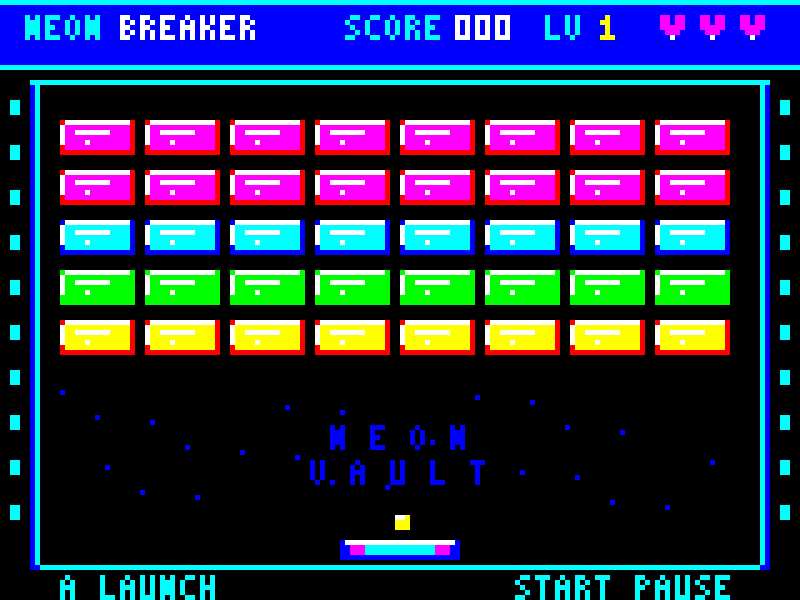 NEON BREAKER SCORE 000 LV 1
NEON
VAULT
A LAUNCH START PAUSE